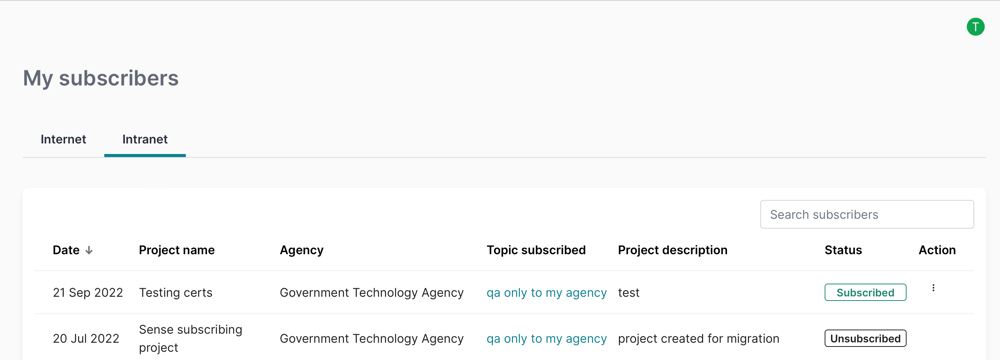 T
My subscribers
Internet Intranet
Search subscribers
Date ↓ Project name Agency Topic subscribed Project description Status Action
21 Sep 2022 Testing certs Government Technology Agency qa only to my agency test Subscribed
20 Jul 2022 Sense subscribing project Government Technology Agency qa only to my agency project created for migration Unsubscribed